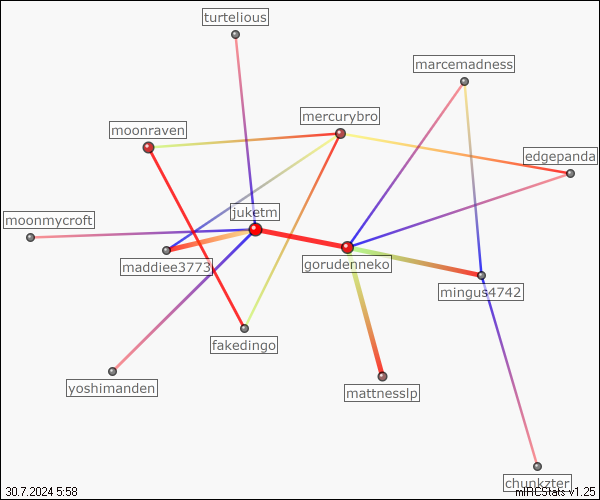 turtelious
marcemadness
mercurybro
moonraven
edgepanda
juketm
moonmycroft
gorudenneko
maddiee3773
mingus4742
fakedingo
yoshimanden
mattnesslp
chunkzter
30.7.2024 5:58
mIRCStats v1.25